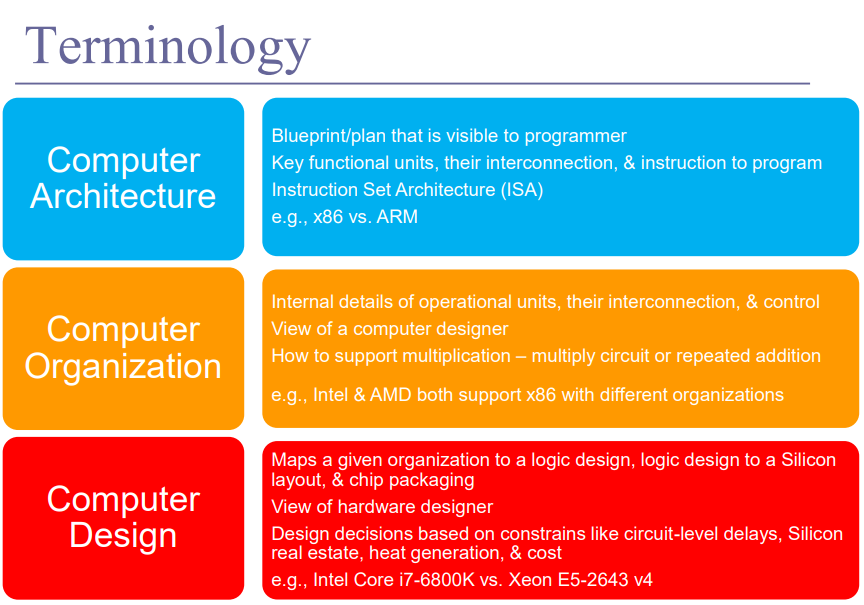 Terminology
Computer
Architecture
Blueprint/plan that is visible to programmer
Key functional units, their interconnection, & instruction to program
Instruction Set Architecture (ISA)
e.g., x86 vs. ARM
Computer
Organization
Internal details of operational units, their interconnection, & control
View of a computer designer
How to support multiplication – multiply circuit or repeated addition
e.g., Intel & AMD both support x86 with different organizations
Computer
Design
Maps a given organization to a logic design, logic design to a Silicon
layout, & chip packaging
View of hardware designer
Design decisions based on constrains like circuit-level delays, Silicon
real estate, heat generation, & cost
e.g., Intel Core i7-6800K vs. Xeon E5-2643 v4